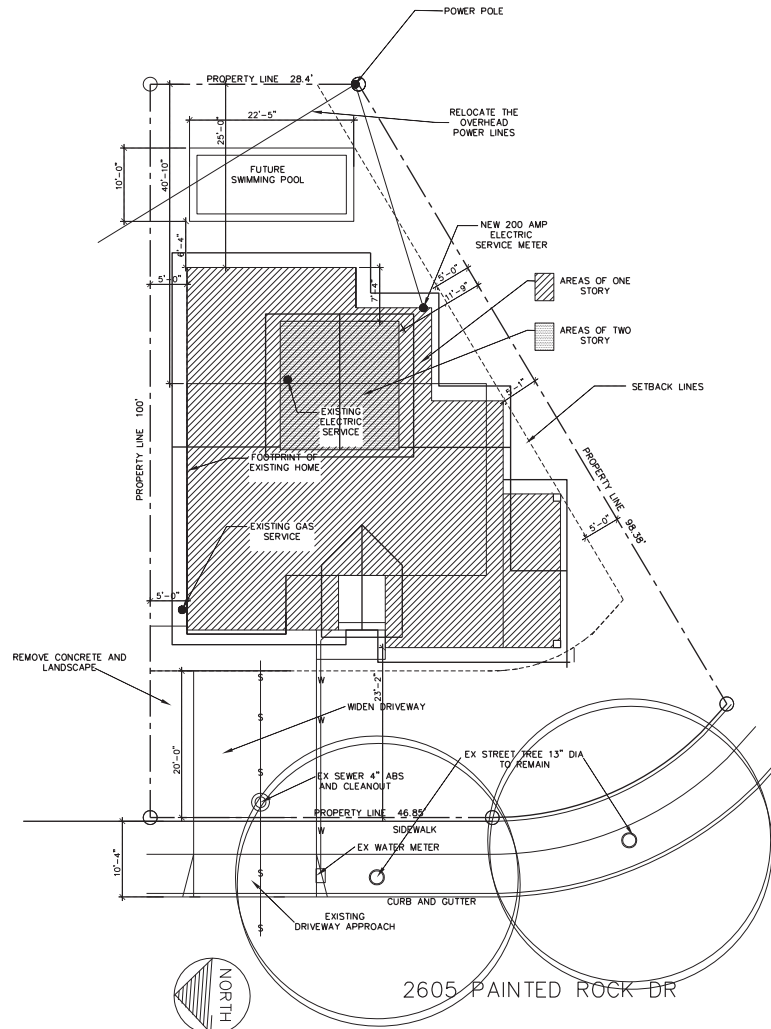 POWER POLE
PROPERTY LINE 28.4'
RELOCATE THE
OVERHEAD
POWER LINES
22'-5"
25'-0"
40'-10"
10'-0"
FUTURE
SWIMMING POOL
NEW 200 AMP
ELECTRIC
SERVICE METER
6'-4"
5'-0"
7'-4"
5'-0"
11'-9"
AREAS OF ONE
STORY
AREAS OF TWO
STORY
SETBACK LINES
5'-1"
EXISTING
ELECTRIC
SERVICE
PROPERTY LINE 100'
FOOTPRINT OF
EXISTING HOME
PROPERTY LINE 98.38'
5'-0"
EXISTING GAS
SERVICE
5'-0"
REMOVE CONCRETE AND
LANDSCAPE
S
W
23'-2"
WIDEN DRIVEWAY
S
W
20'-0"
EX STREET TREE 13" DIA
TO REMAIN
S
EX SEWER 4" ABS
AND CLEANOUT
PROPERTY LINE 46.85
W
SIDEWALK
10'-4"
EX WATER METER
S
CURB AND GUTTER
EXISTING
DRIVEWAY APPROACH
S
NORTH
2605 PAINTED ROCK DR